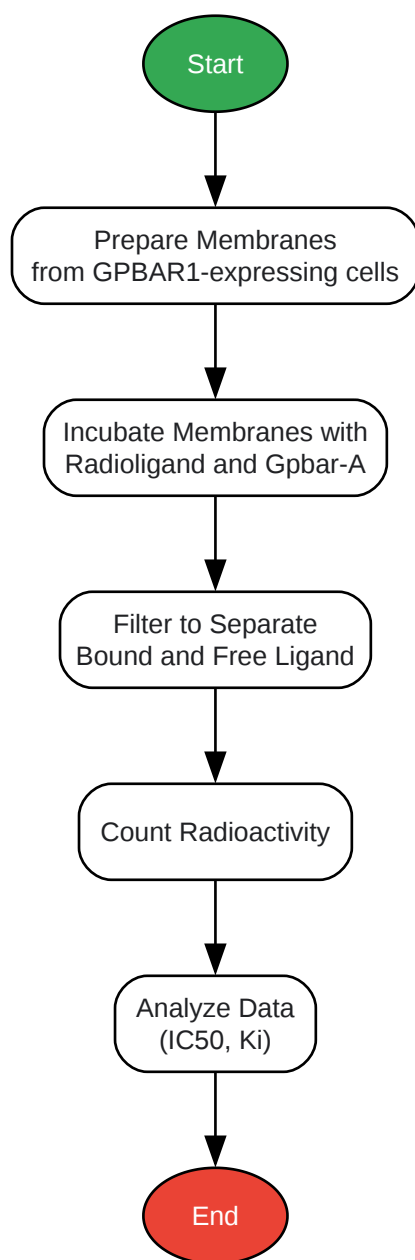 Start
Prepare Membranes
from GPBAR1-expressing cells
Incubate Membranes with
Radioligand and Gpbar-A
Filter to Separate
Bound and Free Ligand
Count Radioactivity
Analyze Data
(IC50, Ki)
End